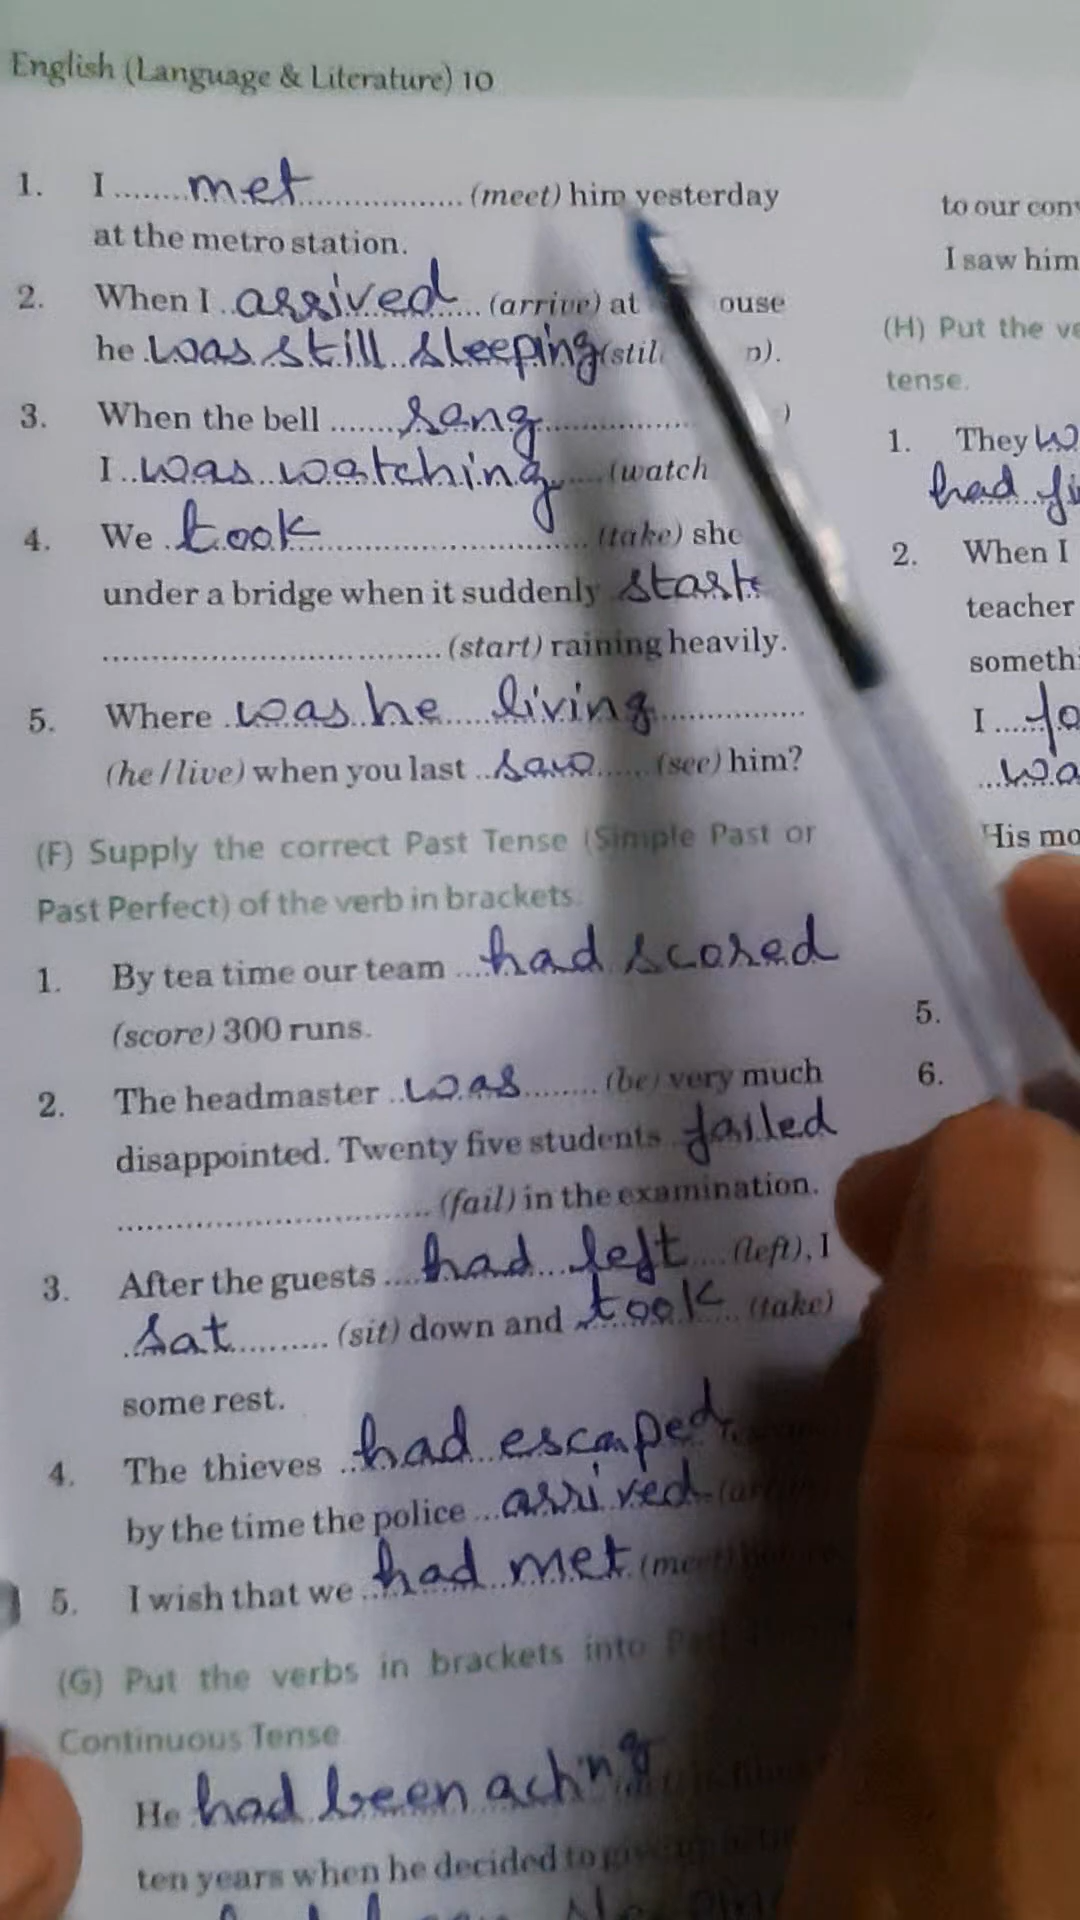 English (Language & Literature) 10
1. I ........met.................. (meet) him yesterday
at the metro station.
2. When I ..arrived.... (arrive) at ouse
he .was still sleeping (stil
3. When the bell .......rang................
I ..was watching..... (watch
4. We .took............................ (take) she
under a bridge when it suddenly start
.................................. (start) raining heavily.
5. Where .was he living...............
(he / live) when you last ..saw...... (see) him?
(F) Supply the correct Past Tense (Simple Past or
Past Perfect) of the verb in brackets.
1. By tea time our team ....had scored
(score) 300 runs.
2. The headmaster ..was........ (be) very much
disappointed. Twenty five students failed
................................ (fail) in the examination.
3. After the guests ....had left.... (left), I
sat.......... (sit) down and took (take)
some rest.
4. The thieves ..had escaped
by the time the police ...arrived
5. I wish that we ..had met
(G) Put the verbs in brackets into
Continuous Tense
He had been aching
ten years when he decided to
to our con
I saw him
(H) Put the
tense.
1. They
had
2. When I
teacher
I
His
5.
6.